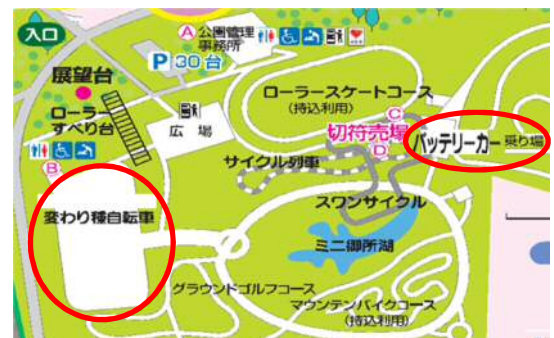 入口
A 公園管理
事務所
P 30台
展望台
ローラー
すべり台
広場
B
ローラースケートコース
(持込利用)
C
切符売場
D
バッテリーカー 乗り場
サイクル列車
変わり種自転車
スワンサイクル
ミニ御所湖
グラウンドゴルフコース
マウンテンバイクコース
(持込利用)